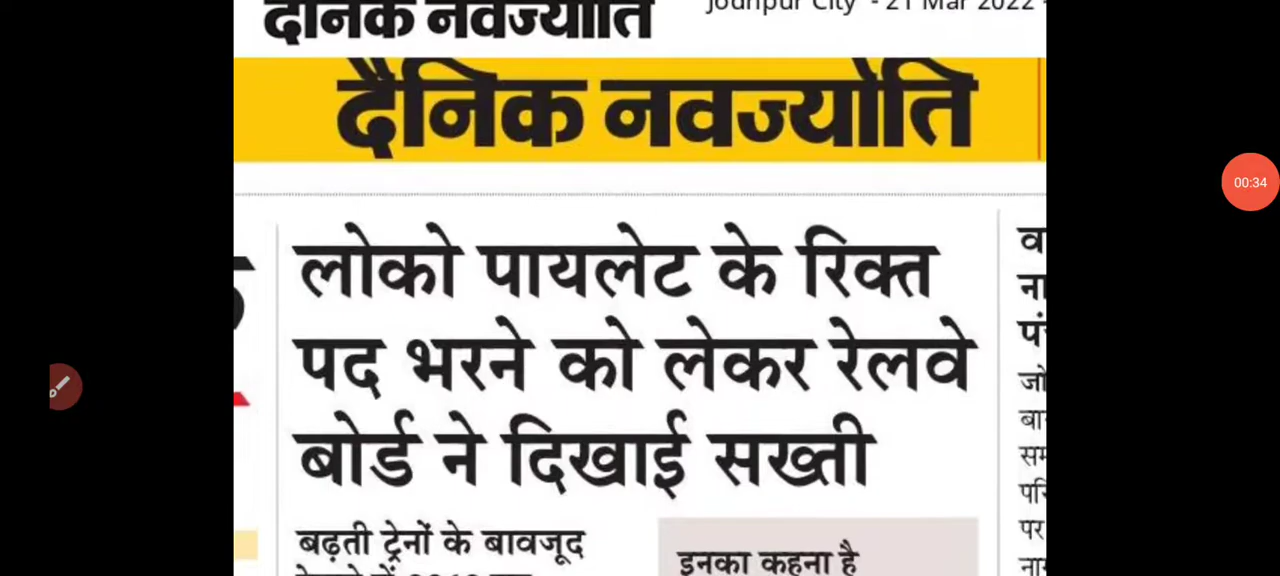 दैनिक नवज्योति
Jodhpur City - 21 Mar 2022
दैनिक नवज्योति
00:34
लोको पायलेट के रिक्त
पद भरने को लेकर रेलवे
बोर्ड ने दिखाई सख्ती
बढ़ती ट्रेनों के बावजूद
इनका कहना है